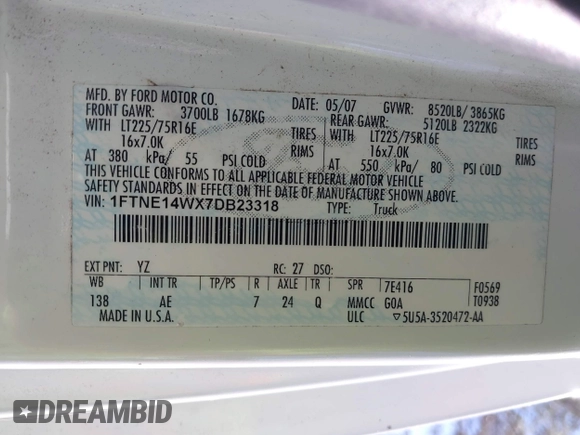 MFD. BY FORD MOTOR CO. DATE: 05/07 GVWR: 8520LB/ 3865KG
FRONT GAWR: 3700LB 1678KG REAR GAWR: 5120LB 2322KG
WITH LT225/75R16E TIRES WITH LT225/75R16E TIRES
16x7.0K RIMS 16x7.0K RIMS
AT 380 kPa/ 55 PSI COLD AT 550 kPa/ 80 PSI COLD
THIS VEHICLE CONFORMS TO ALL APPLICABLE FEDERAL MOTOR VEHICLE
SAFETY STANDARDS IN EFFECT ON THE DATE OF MANUFACTURE SHOWN ABOVE.
VIN: 1FTNE14WX7DB23318 TYPE: Truck
EXT PNT: YZ RC: 27 DSO:
WB INT TR TP/PS R AXLE TR SPR 7E416 F0569
138 AE 7 24 Q MMCC GOA T0938
MADE IN U.S.A. ULC ▽5U5A-3520472-AA
DREAMBID